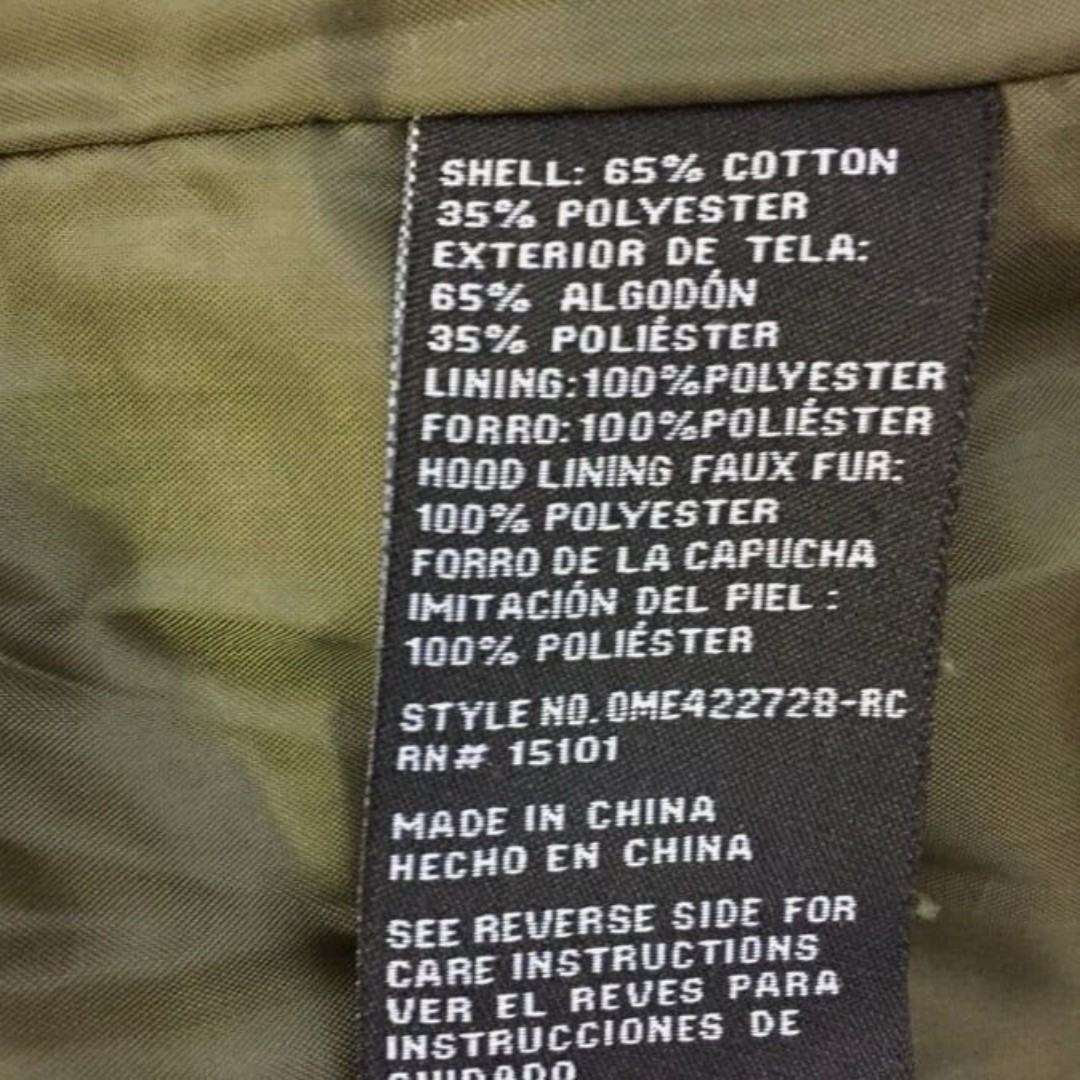 SHELL: 65% COTTON
35% POLYESTER
EXTERIOR DE TELA:
65% ALGODÓN
35% POLIÉSTER
LINING:100%POLYESTER
FORRO:100%POLIÉSTER
HOOD LINING FAUX FUR:
100% POLYESTER
FORRO DE LA CAPUCHA
IMITACIÓN DEL PIEL :
100% POLIÉSTER
STYLE NO. OME422728-RC
RN# 15101
MADE IN CHINA
HECHO EN CHINA
SEE REVERSE SIDE FOR
CARE INSTRUCTIONS
VER EL REVES PARA
INSTRUCCIONES DE
CUIDADO